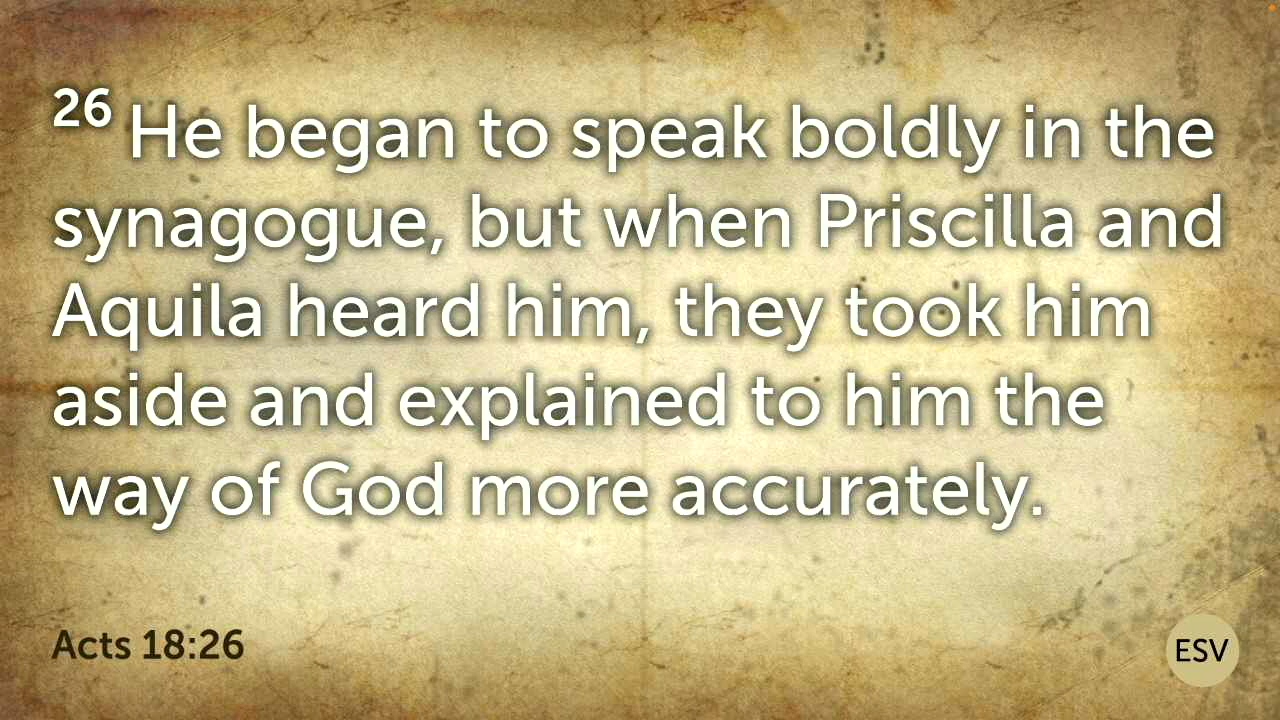 26 He began to speak boldly in the
synagogue, but when Priscilla and
Aquila heard him, they took him
aside and explained to him the
way of God more accurately.
Acts 18:26
ESV